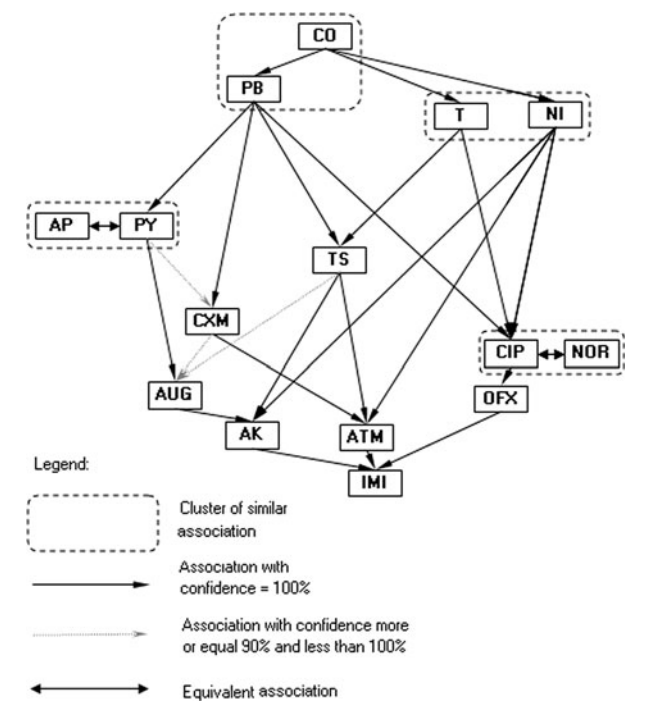 CO
PB
T
NI
AP
PY
TS
CXM
CIP
NOR
AUG
OFX
AK
ATM
IMI
Legend:
Cluster of similar
association
Association with
confidence = 100%
Association with confidence more
or equal 90% and less than 100%
Equivalent association